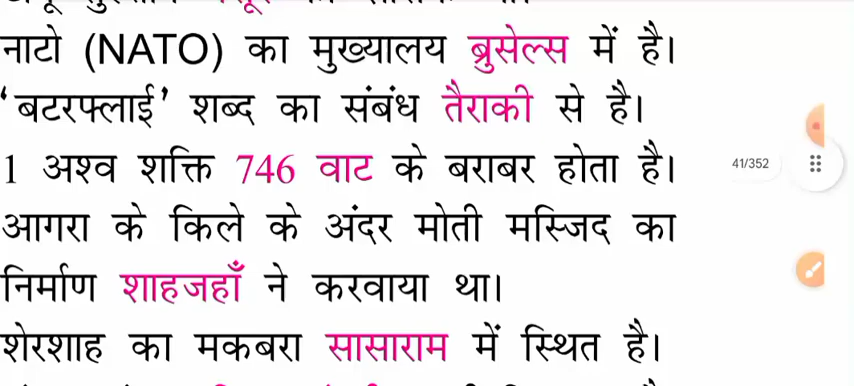 नाटो (NATO) का मुख्यालय ब्रुसेल्स में है।
‘बटरफ्लाई’ शब्द का संबंध तैराकी से है।
1 अश्व शक्ति 746 वाट के बराबर होता है।
41/352
आगरा के किले के अंदर मोती मस्जिद का
निर्माण शाहजहाँ ने करवाया था।
शेरशाह का मकबरा सासाराम में स्थित है।